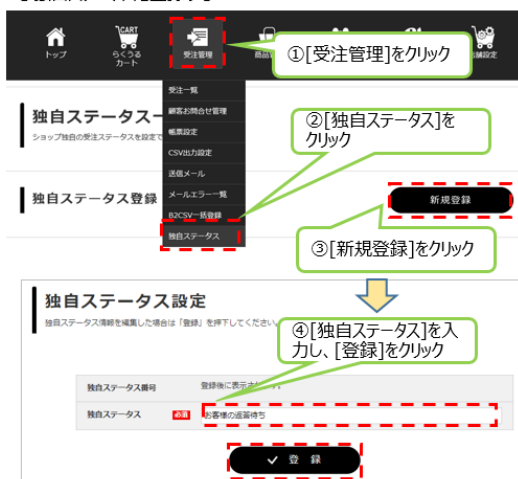 トップ
CART
らくうる
カート
受注管理
店舗設定
①[受注管理]をクリック
受注一覧
顧客お問合せ管理
帳票設定
CSV出力設定
送信メール
メールエラー一覧
B2CSV一括登録
独自ステータス
独自ステータス一
ショップ独自の受注ステータスを設定で
②[独自ステータス]を
クリック
独自ステータス登録
新規登録
③[新規登録]をクリック
独自ステータス設定
独自ステータス情報を編集した場合は「登録」を押下してください。
④[独自ステータス]を入
力し、[登録]をクリック
独自ステータス番号
登録後に表示さ
独自ステータス
必須
お客様の返答待ち
✓ 登 録